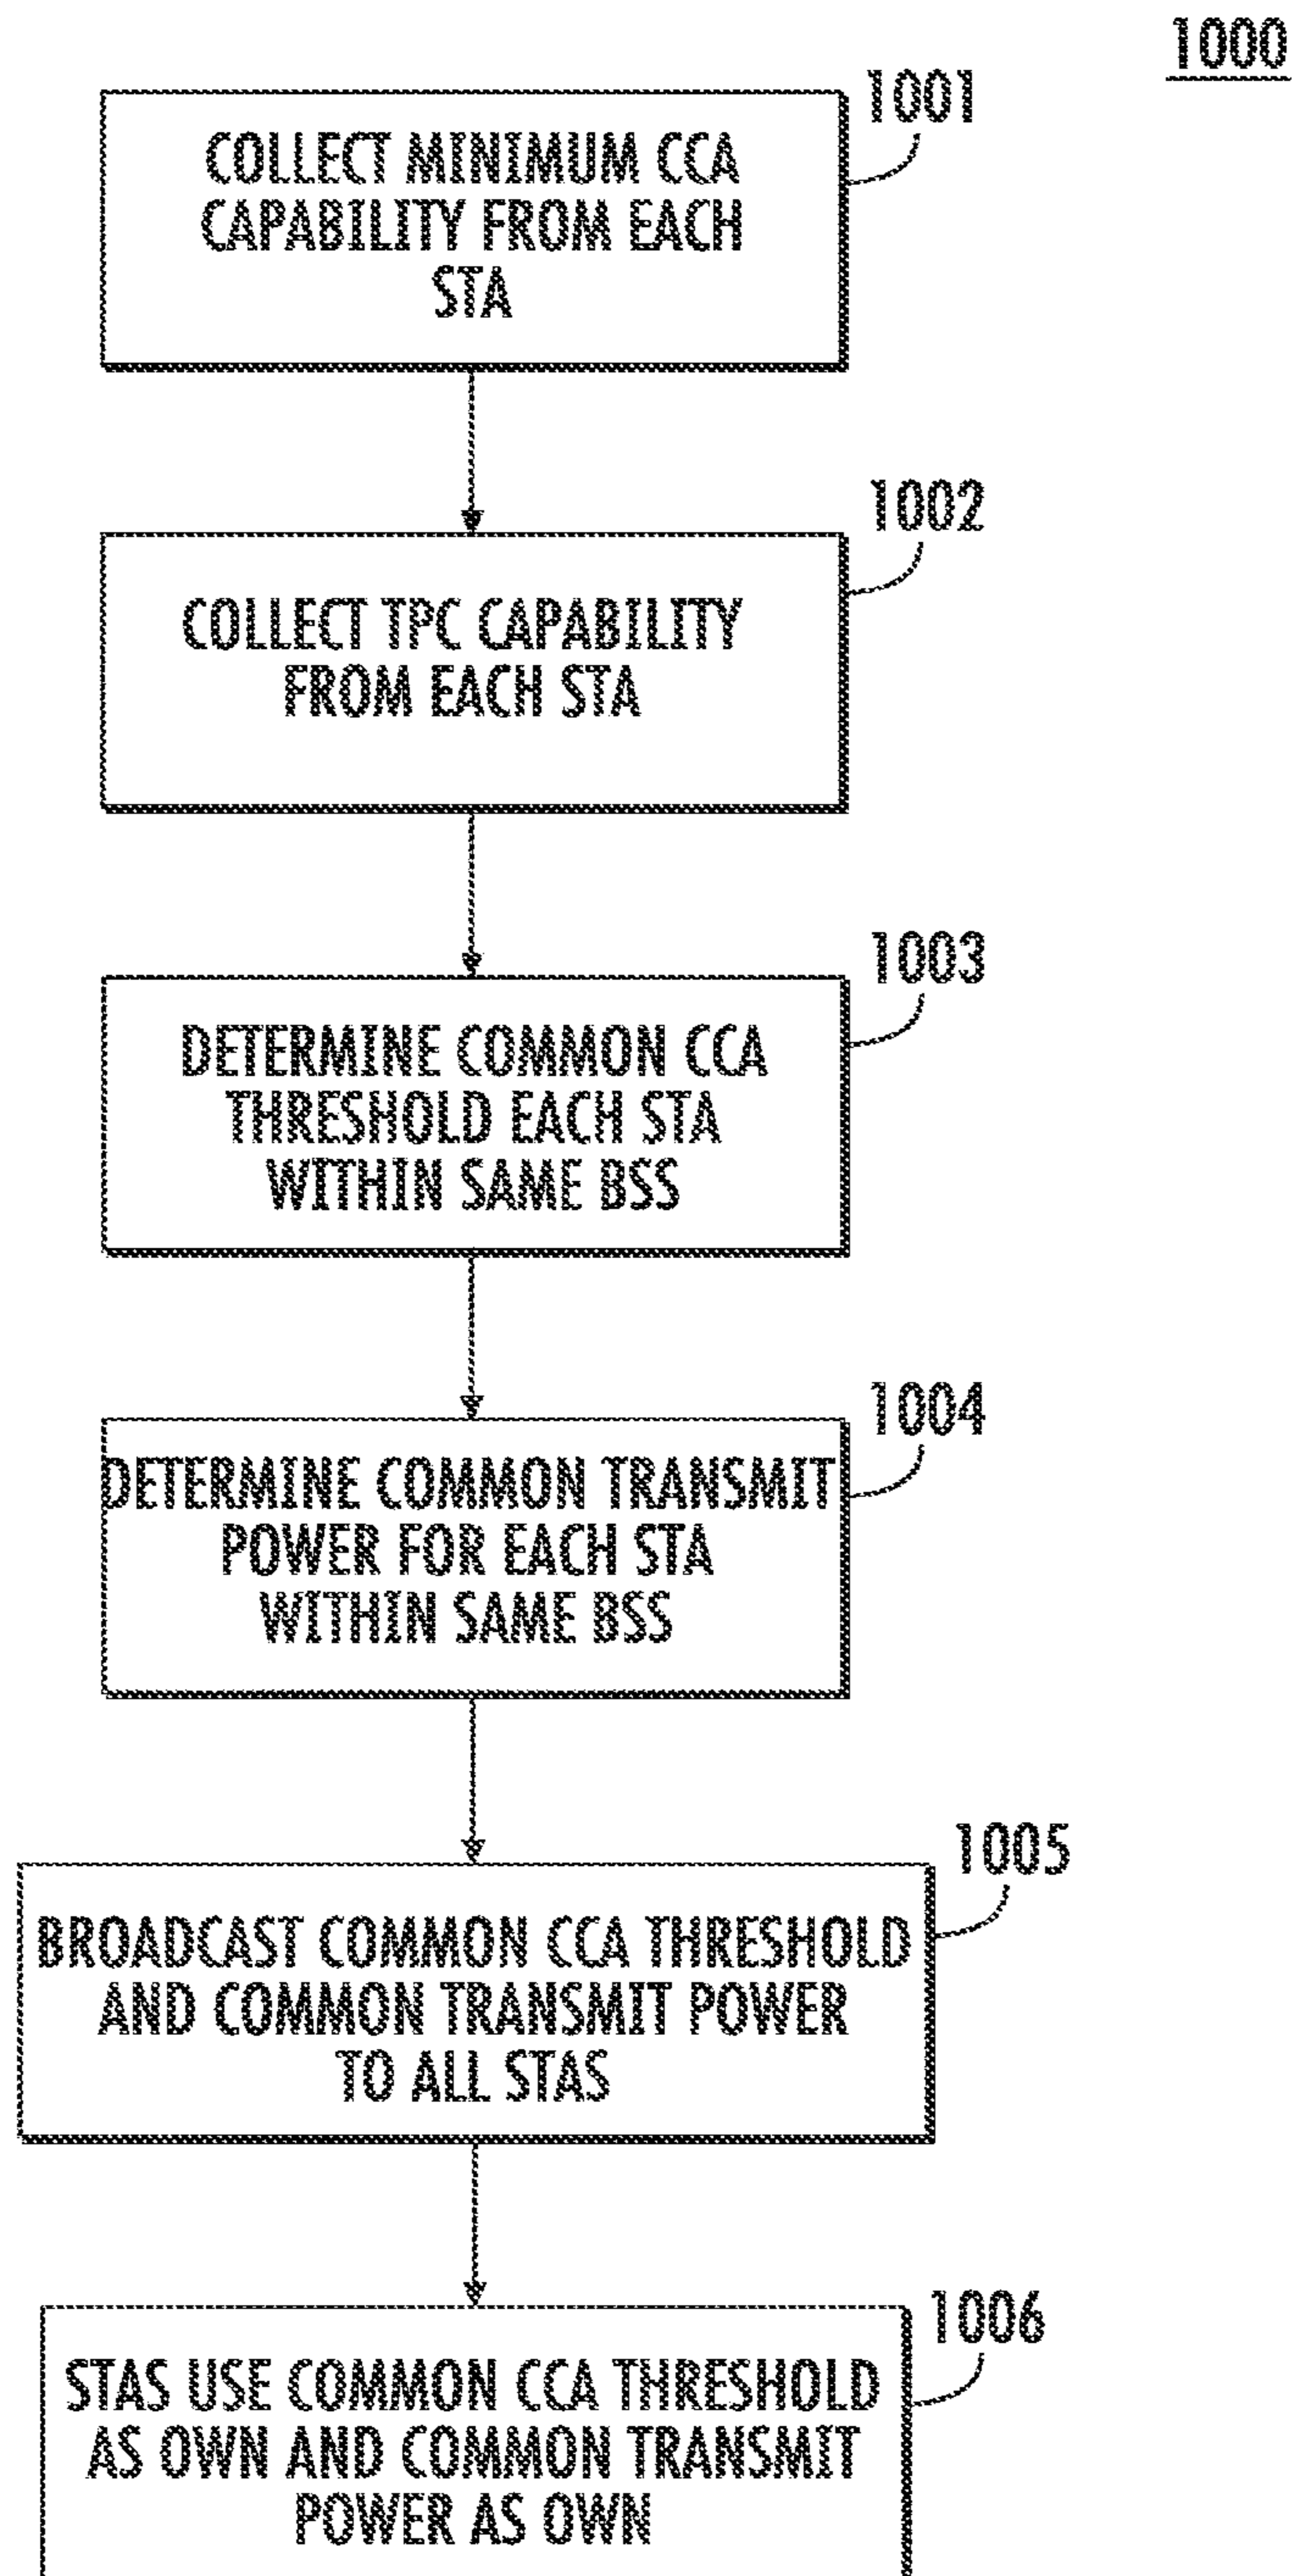 1000
1001
COLLECT MINIMUM CCA
CAPABILITY FROM EACH
STA
1002
COLLECT TPC CAPABILITY
FROM EACH STA
1003
DETERMINE COMMON CCA
THRESHOLD EACH STA
WITHIN SAME BSS
1004
DETERMINE COMMON TRANSMIT
POWER FOR EACH STA
WITHIN SAME BSS
1005
BROADCAST COMMON CCA THRESHOLD
AND COMMON TRANSMIT POWER
TO ALL STAS
1006
STAS USE COMMON CCA THRESHOLD
AS OWN AND COMMON TRANSMIT
POWER AS OWN